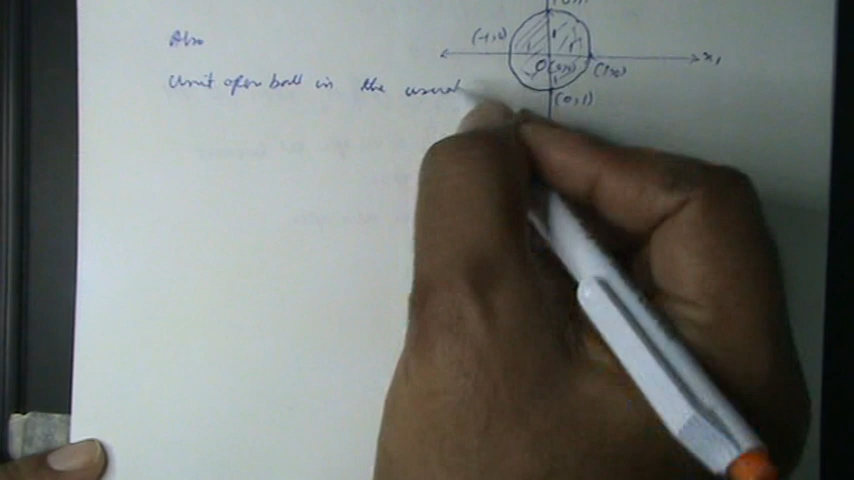 Also
(-1,0)
x₁
O (0,0) (1,0)
Unit open ball in the usual
(0,1)